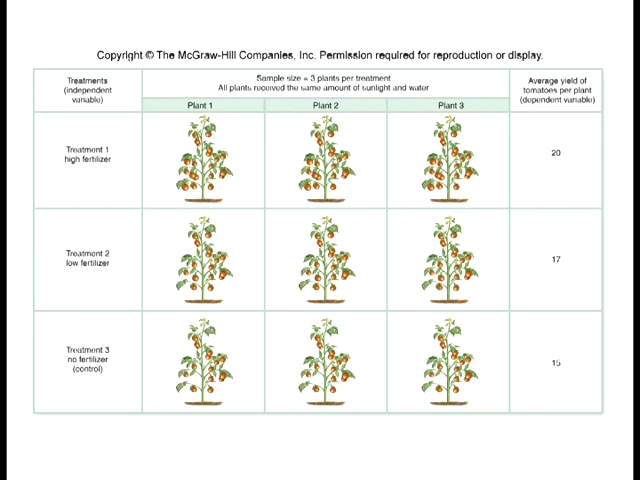 Copyright © The McGraw-Hill Companies, Inc. Permission required for reproduction or display.
Treatments
(independent
variable)
Sample size = 3 plants per treatment
All plants received the same amount of sunlight and water
Average yield of
tomatoes per plant
(dependent variable)
Plant 1
Plant 2
Plant 3
Treatment 1
high fertilizer
20
Treatment 2
low fertilizer
17
Treatment 3
no fertilizer
(control)
15